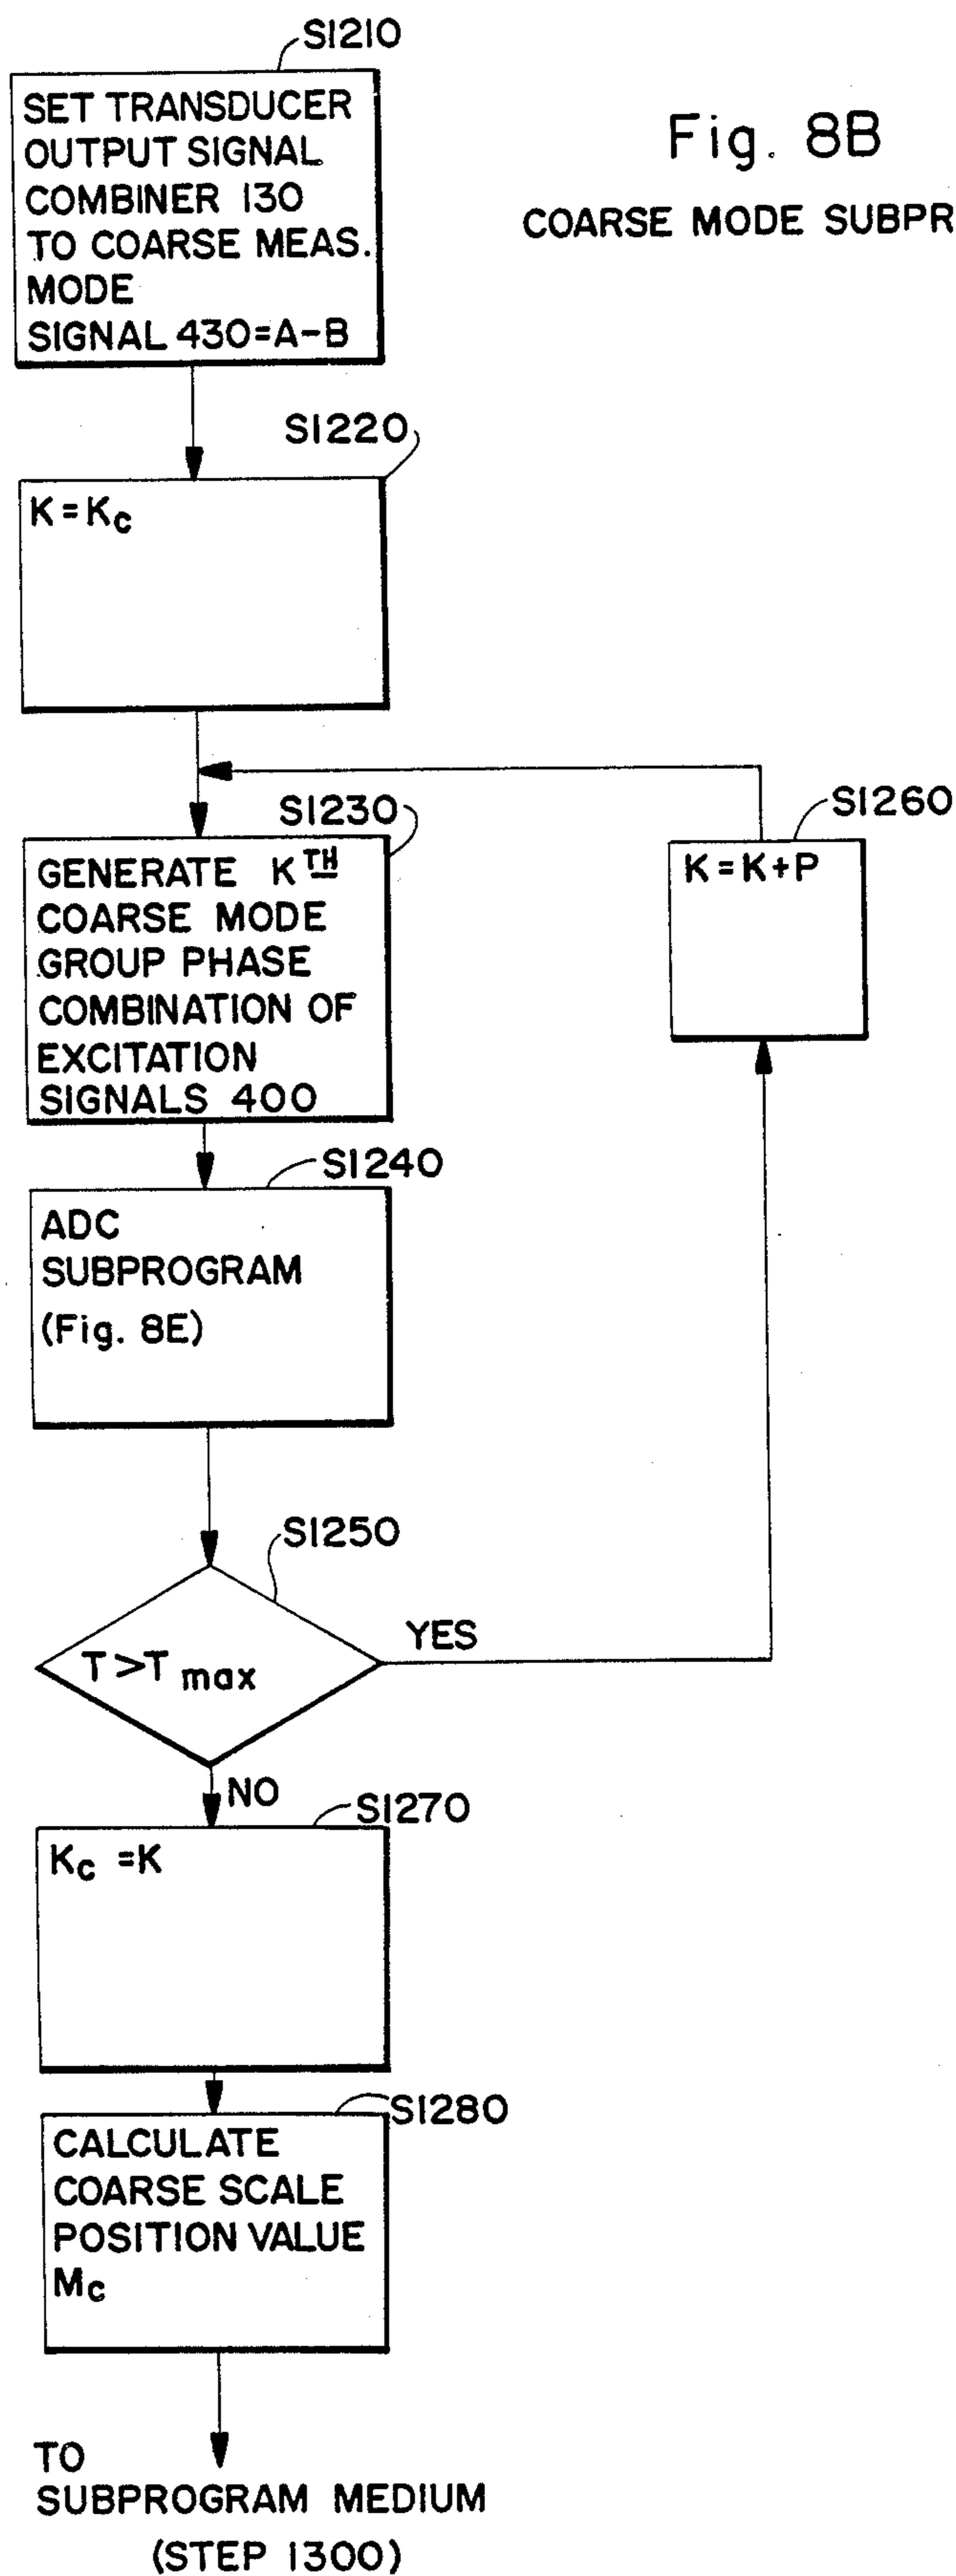 S1210
SET TRANSDUCER
OUTPUT SIGNAL
COMBINER 130
TO COARSE MEAS.
MODE
SIGNAL 430=A-B
Fig. 8B
COARSE MODE SUBPR
S1220
K=Kc
S1230
GENERATE KTH
COARSE MODE
GROUP PHASE
COMBINATION OF
EXCITATION
SIGNALS 400
S1260
K=K+P
S1240
ADC
SUBPROGRAM
(Fig. 8E)
S1250
T>Tmax
YES
NO
S1270
Kc =K
S1280
CALCULATE
COARSE SCALE
POSITION VALUE
Mc
TO
SUBPROGRAM MEDIUM
(STEP 1300)